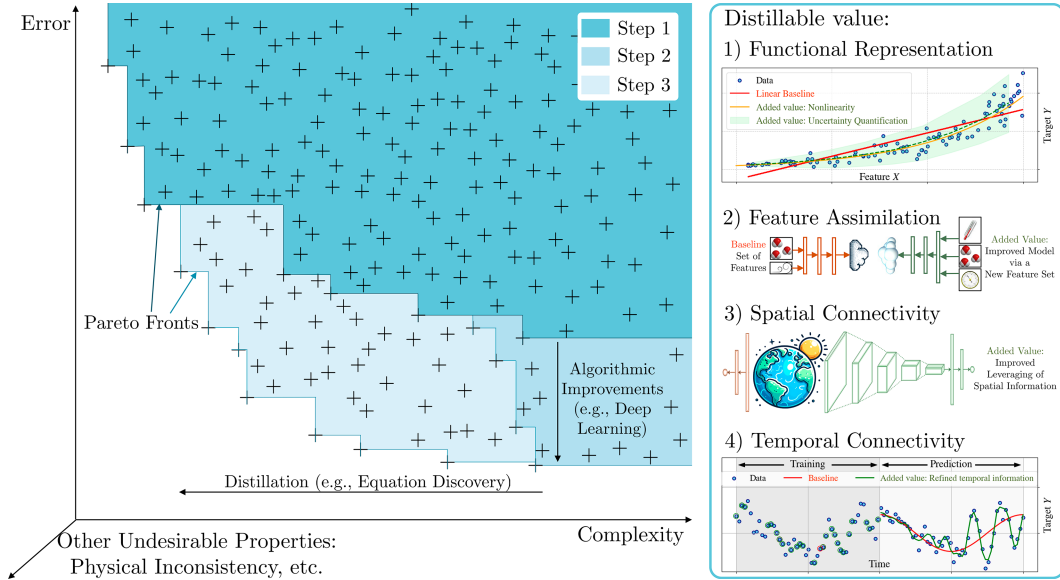 Error
Step 1
Step 2
Step 3
Pareto Fronts
Algorithmic
Improvements
(e.g., Deep
Learning)
Distillation (e.g., Equation Discovery)
Complexity
Other Undesirable Properties:
Physical Inconsistency, etc.
Distillable value:
1) Functional Representation
Data
Linear Baseline
Added value: Nonlinearity
Added value: Uncertainty Quantification
Feature X
Target Y
2) Feature Assimilation
Baseline
Set of
Features
Added Value:
Improved Model
via a
New Feature Set
3) Spatial Connectivity
Added Value:
Improved
Leveraging of
Spatial Information
4) Temporal Connectivity
Training
Prediction
Data
Baseline
Added value: Refined temporal information
Time
Target Y